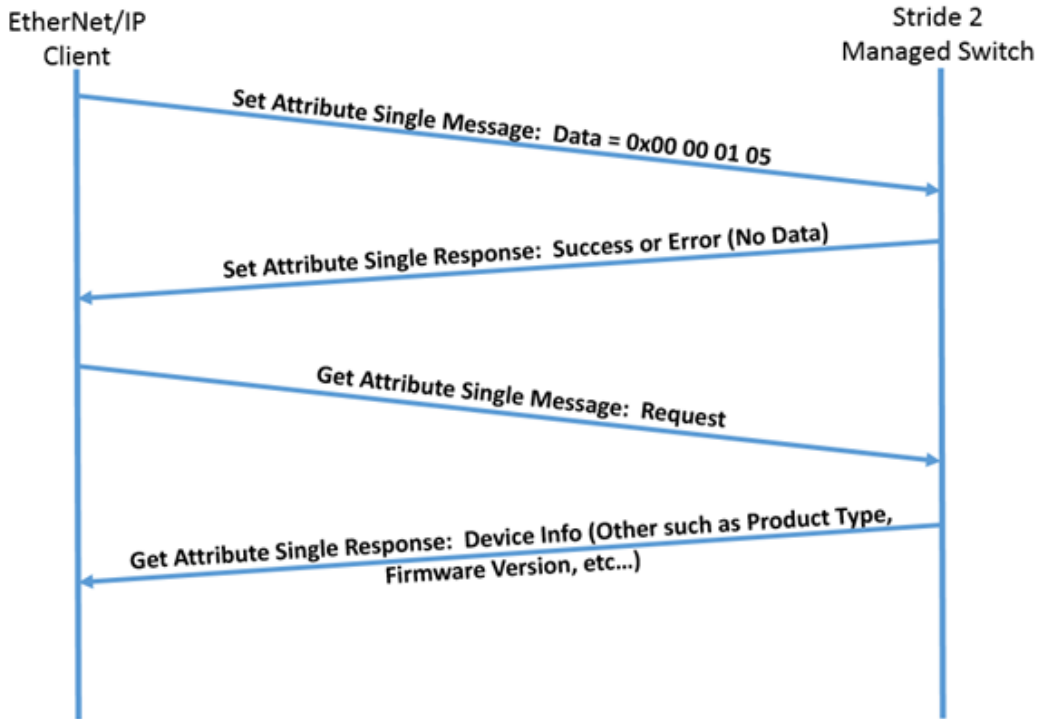 EtherNet/IP
Client
Stride 2
Managed Switch
Set Attribute Single Message:  Data = 0x00 00 01 05
Set Attribute Single Response:  Success or Error (No Data)
Get Attribute Single Message:  Request
Get Attribute Single Response:  Device Info (Other such as Product Type,
Firmware Version, etc...)